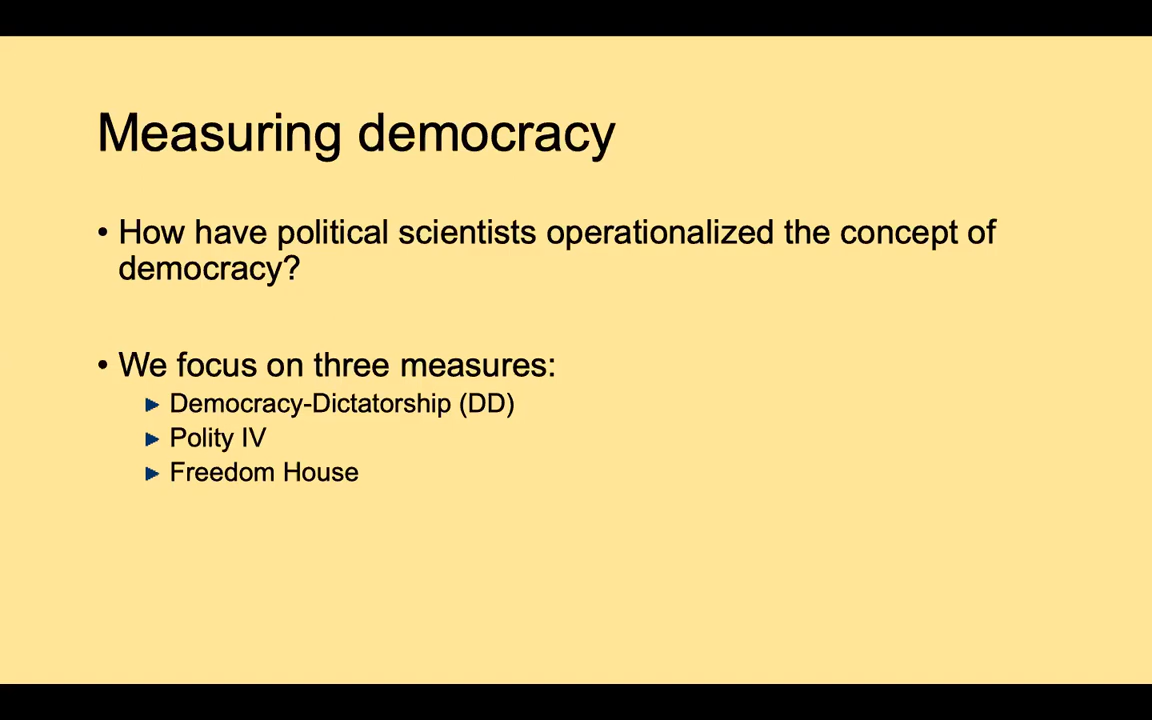 Measuring democracy
• How have political scientists operationalized the concept of
democracy?
• We focus on three measures:
Democracy-Dictatorship (DD)
Polity IV
Freedom House